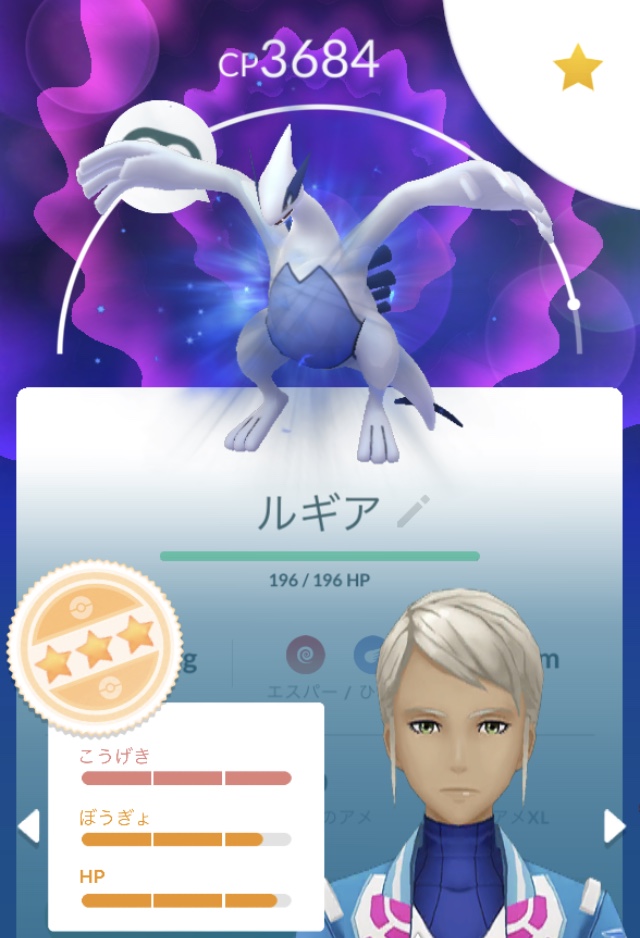 CP3684
ルギア
196 / 196 HP
g
m
エスパー / ひ
のアメ
アメXL
こうげき
ぼうぎょ
HP